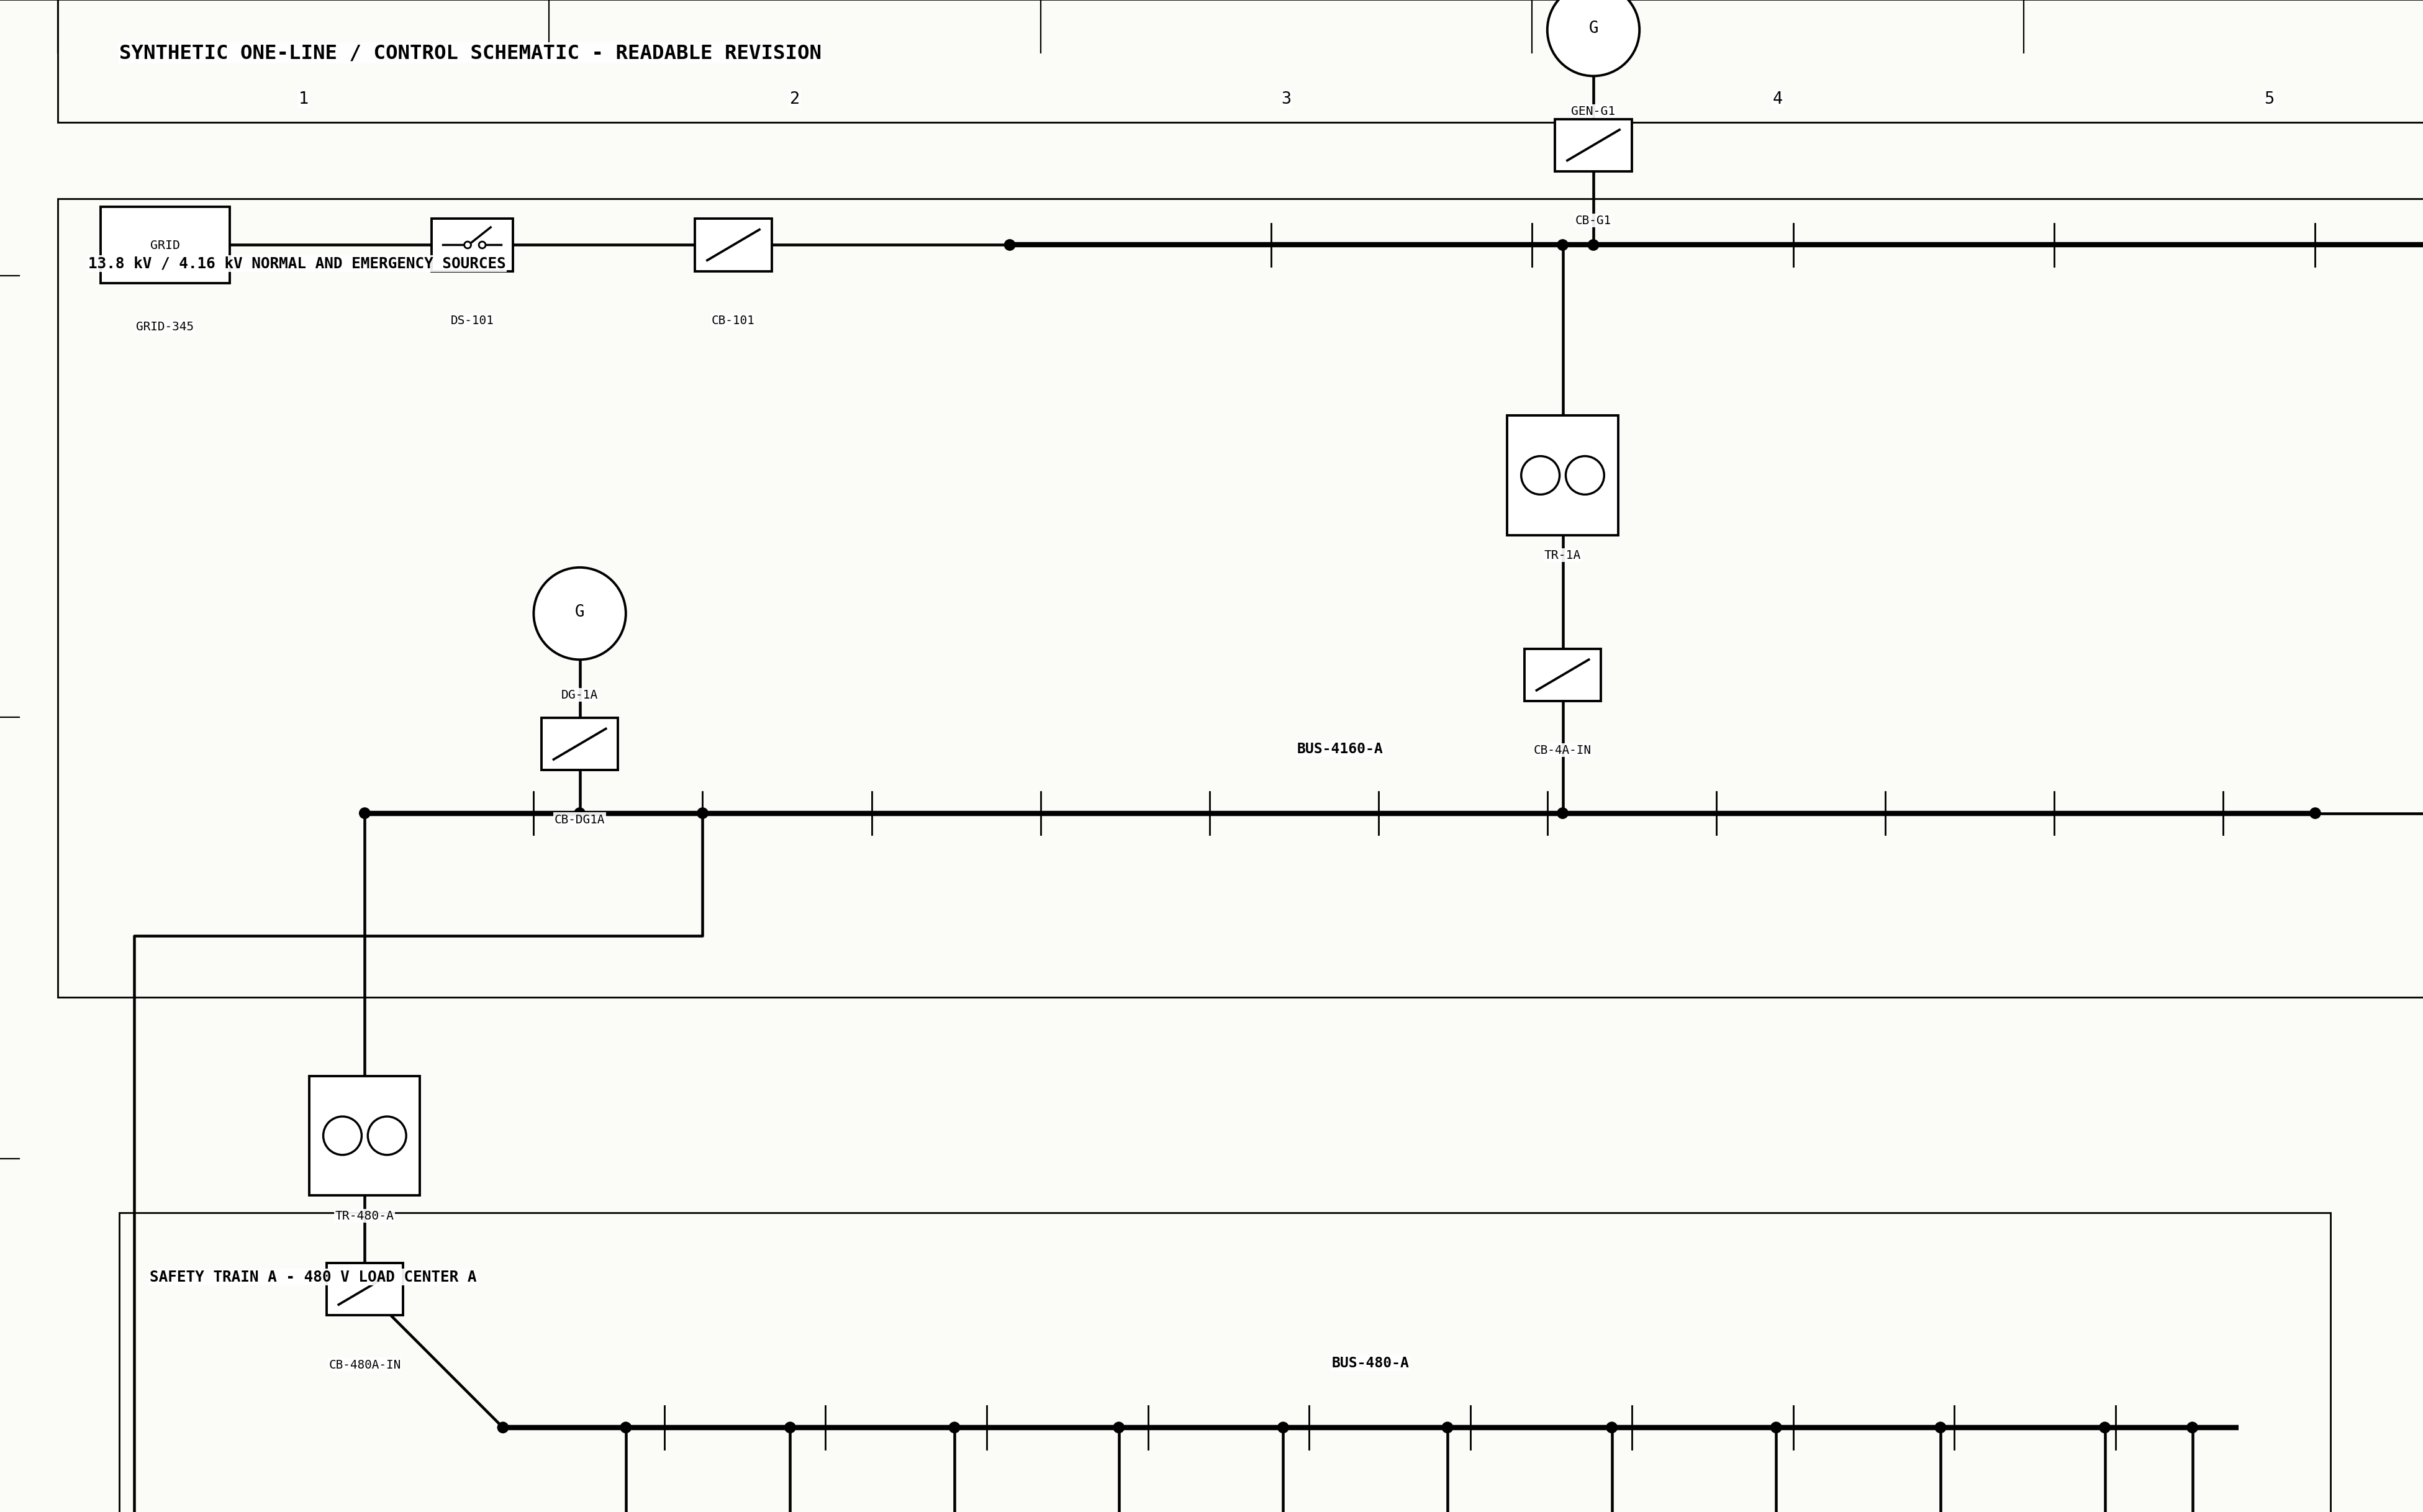 G
SYNTHETIC ONE-LINE / CONTROL SCHEMATIC - READABLE REVISION
1 2 3 4 5
GEN-G1
CB-G1
GRID
13.8 kV / 4.16 kV NORMAL AND EMERGENCY SOURCES
GRID-345 DS-101 CB-101
TR-1A
G
DG-1A
BUS-4160-A CB-4A-IN
CB-DG1A
TR-480-A
SAFETY TRAIN A - 480 V LOAD CENTER A
CB-480A-IN BUS-480-A